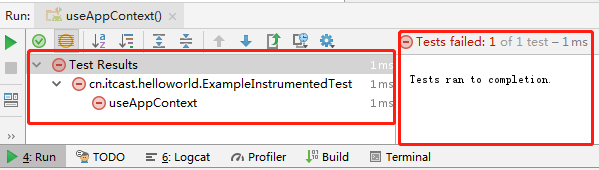 Run: useAppContext()
Test Results 1 ms
cn.itcast.helloworld.ExampleInstrumentedTest 1 ms
useAppContext 1 ms
Tests failed: 1 of 1 test – 1 ms
Tests ran to completion.
4: Run TODO 6: Logcat Profiler Build Terminal